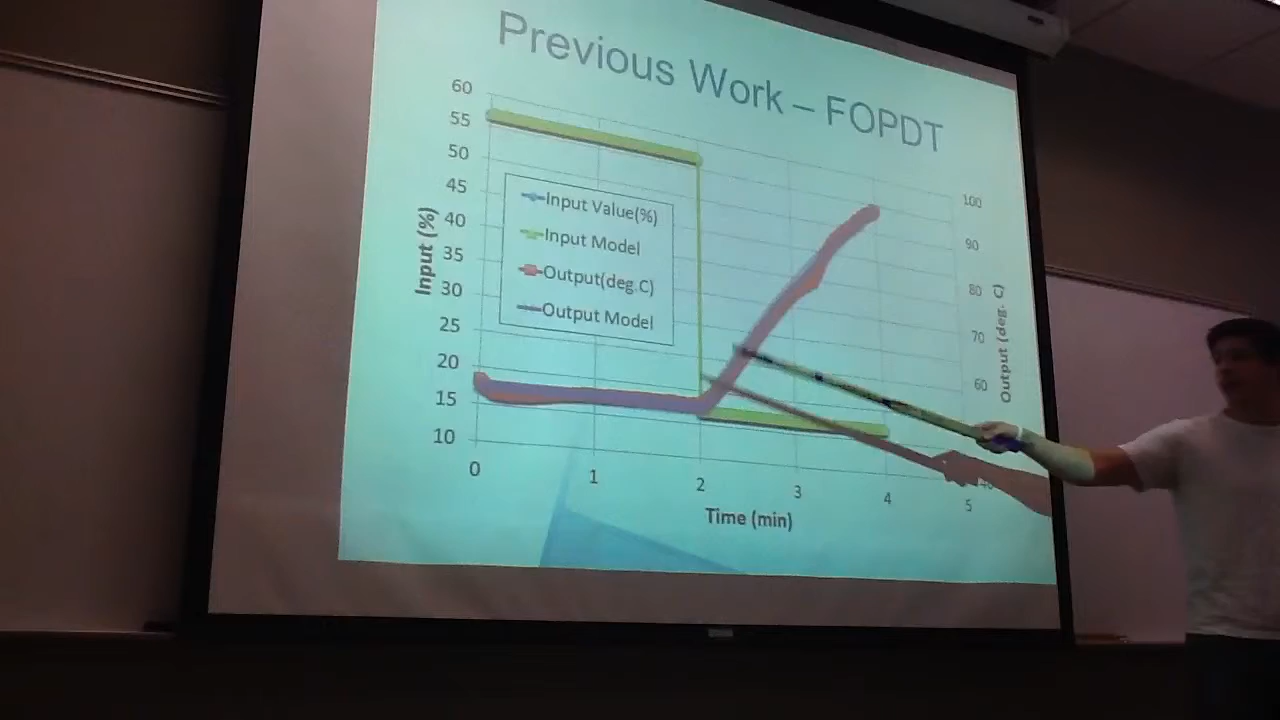 Previous Work – FOPDT
60
55
50
45
40
35
30
25
20
15
10
Input (%)
Input Value(%)
Input Model
Output(deg.C)
Output Model
100
90
80
70
60
40
Output (deg. C)
0
1
2
3
4
5
Time (min)